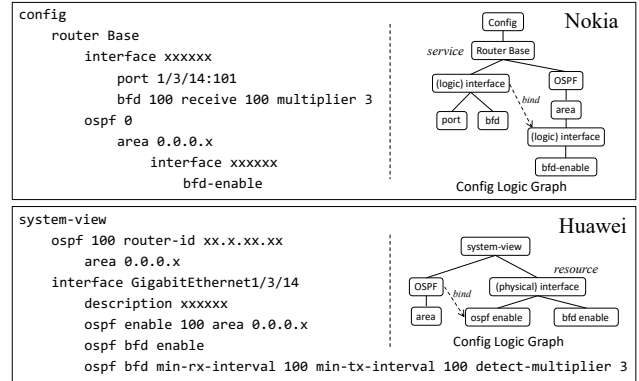 config
router Base
interface xxxxxx
port 1/3/14:101
bfd 100 receive 100 multiplier 3
ospf 0
area 0.0.0.x
interface xxxxxx
bfd-enable
Nokia
Config
service
Router Base
(logic) interface
OSPF
bind
port
bfd
area
(logic) interface
bfd-enable
Config Logic Graph
system-view
ospf 100 router-id xx.x.xx.xx
area 0.0.0.x
interface GigabitEthernet1/3/14
description xxxxxx
ospf enable 100 area 0.0.0.x
ospf bfd enable
ospf bfd min-rx-interval 100 min-tx-interval 100 detect-multiplier 3
Huawei
system-view
resource
OSPF
bind
(physical) interface
area
ospf enable
bfd enable
Config Logic Graph